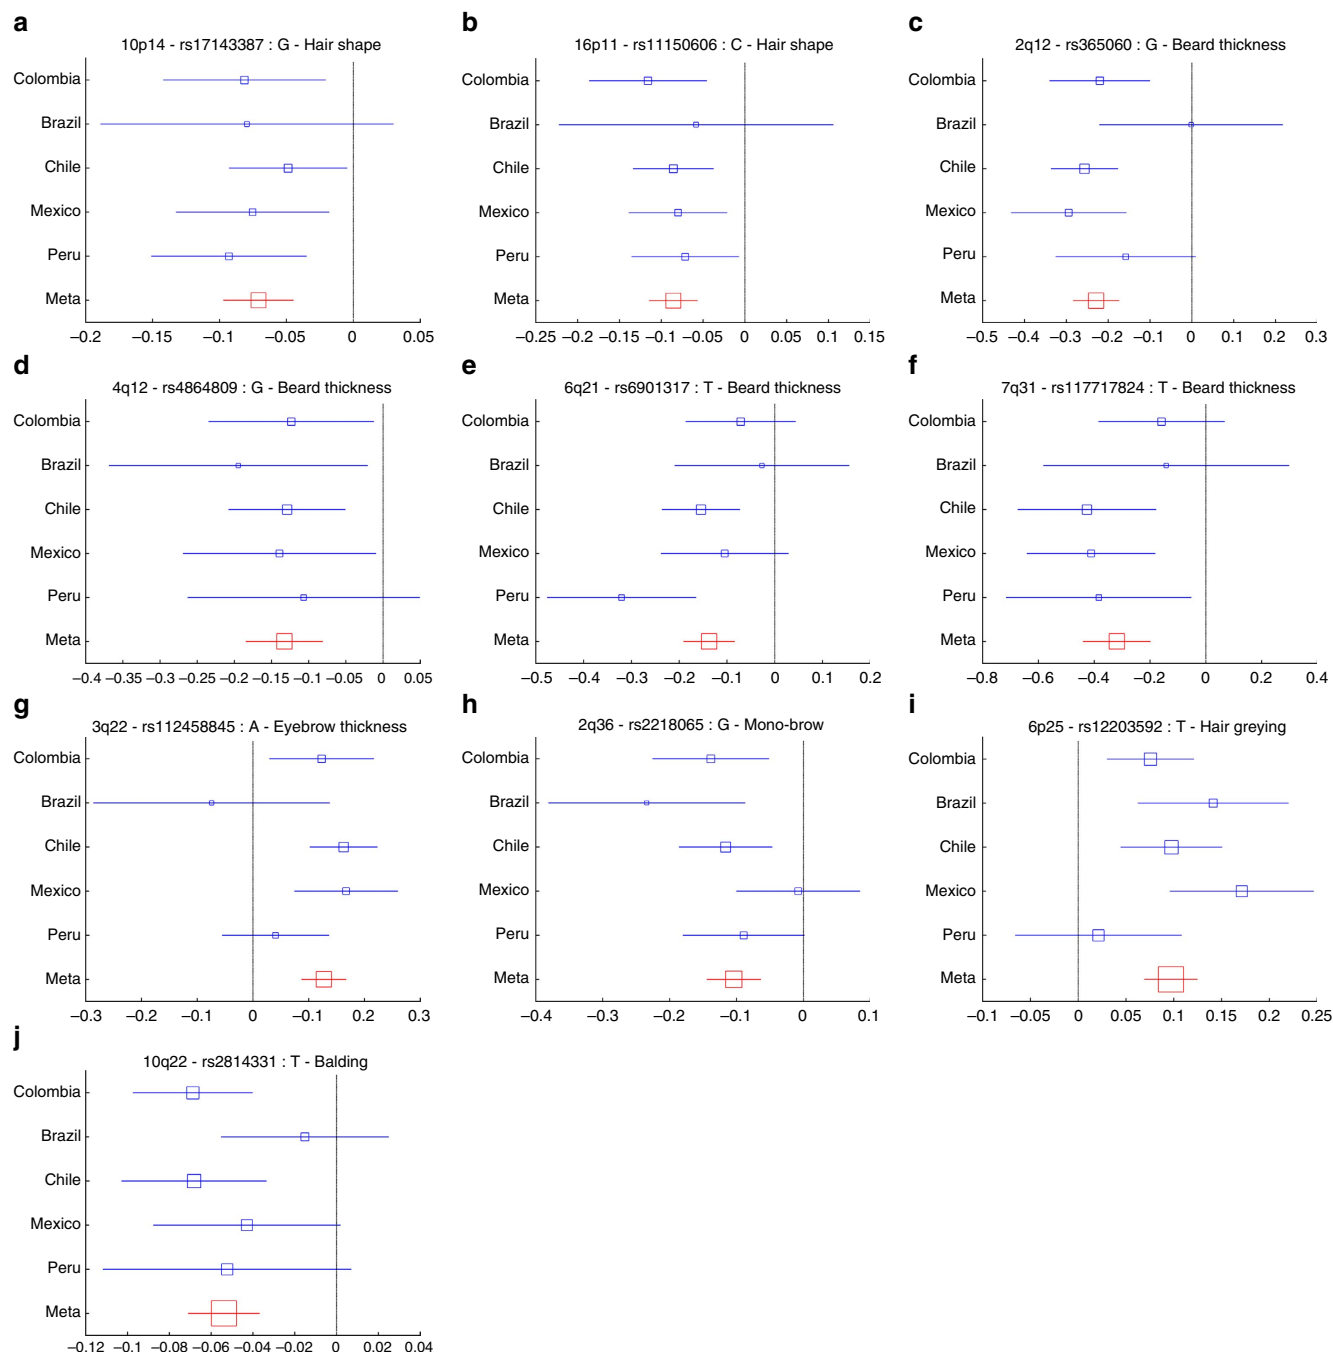 a
10p14 - rs17143387 : G - Hair shape
Colombia
Brazil
Chile
Mexico
Peru
Meta
−0.2 −0.15 −0.1 −0.05 0 0.05
b
16p11 - rs11150606 : C - Hair shape
Colombia
Brazil
Chile
Mexico
Peru
Meta
−0.25 −0.20 −0.15 −0.1 −0.05 0 0.05 0.1 0.15
c
2q12 - rs365060 : G - Beard thickness
Colombia
Brazil
Chile
Mexico
Peru
Meta
−0.5 −0.4 −0.3 −0.2 −0.1 0 0.1 0.2 0.3
d
4q12 - rs4864809 : G - Beard thickness
Colombia
Brazil
Chile
Mexico
Peru
Meta
−0.4 −0.35 −0.3 −0.25 −0.2 −0.15 −0.1 −0.05 0 0.05
e
6q21 - rs6901317 : T - Beard thickness
Colombia
Brazil
Chile
Mexico
Peru
Meta
−0.5 −0.4 −0.3 −0.2 −0.1 0 0.1 0.2
f
7q31 - rs117717824 : T - Beard thickness
Colombia
Brazil
Chile
Mexico
Peru
Meta
−0.8 −0.6 −0.4 −0.2 0 0.2 0.4
g
3q22 - rs112458845 : A - Eyebrow thickness
Colombia
Brazil
Chile
Mexico
Peru
Meta
−0.3 −0.2 −0.1 0 0.1 0.2 0.3
h
2q36 - rs2218065 : G - Mono-brow
Colombia
Brazil
Chile
Mexico
Peru
Meta
−0.4 −0.3 −0.2 −0.1 0 0.1
i
6p25 - rs12203592 : T - Hair greying
Colombia
Brazil
Chile
Mexico
Peru
Meta
−0.1 −0.05 0 0.05 0.1 0.15 0.2 0.25
j
10q22 - rs2814331 : T - Balding
Colombia
Brazil
Chile
Mexico
Peru
Meta
−0.12 −0.1 −0.08 −0.06 −0.04 −0.02 0 0.02 0.04